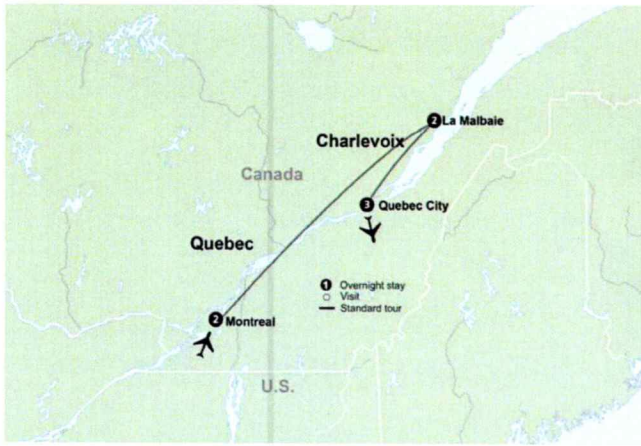 2 La Malbaie
Charlevoix
Canada
3 Quebec City
Quebec
1 Overnight stay
Visit
Standard tour
2 Montreal
U.S.